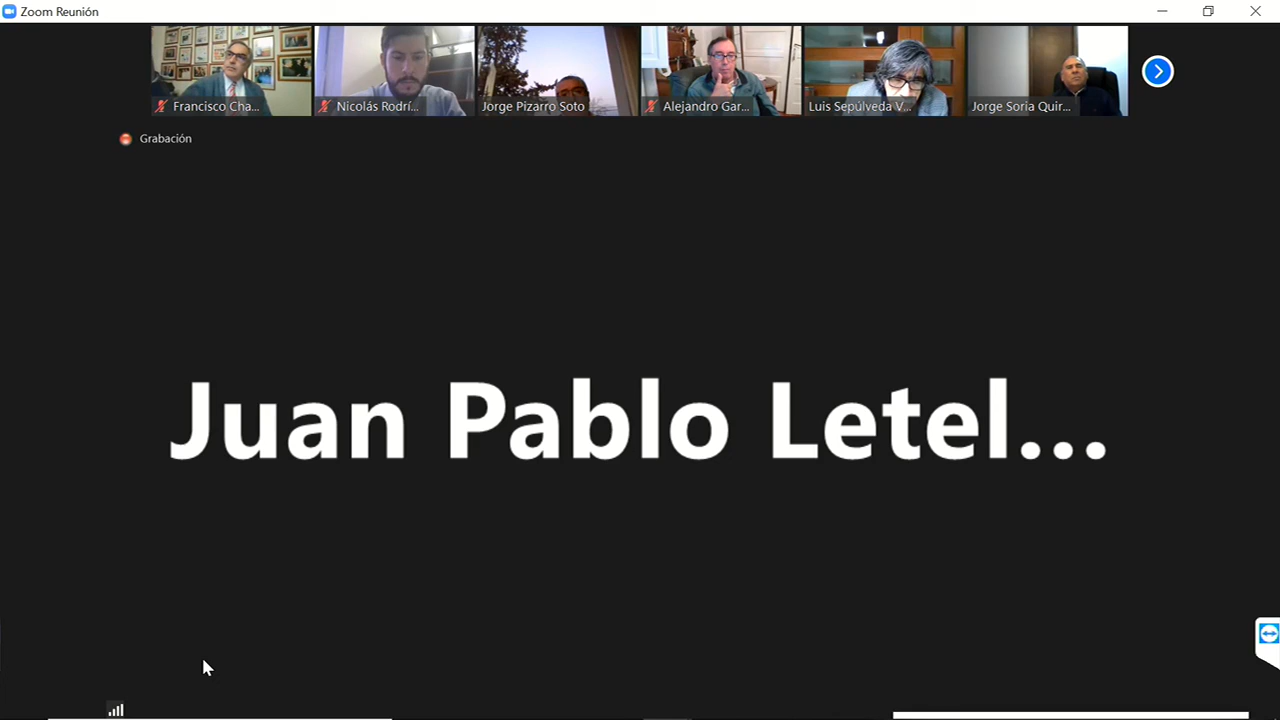 Zoom Reunión
Francisco Cha...
Nicolás Rodrí...
Jorge Pizarro Soto
Alejandro Gar...
Luis Sepúlveda V...
Jorge Soria Quir...
Grabación
Juan Pablo Letel...